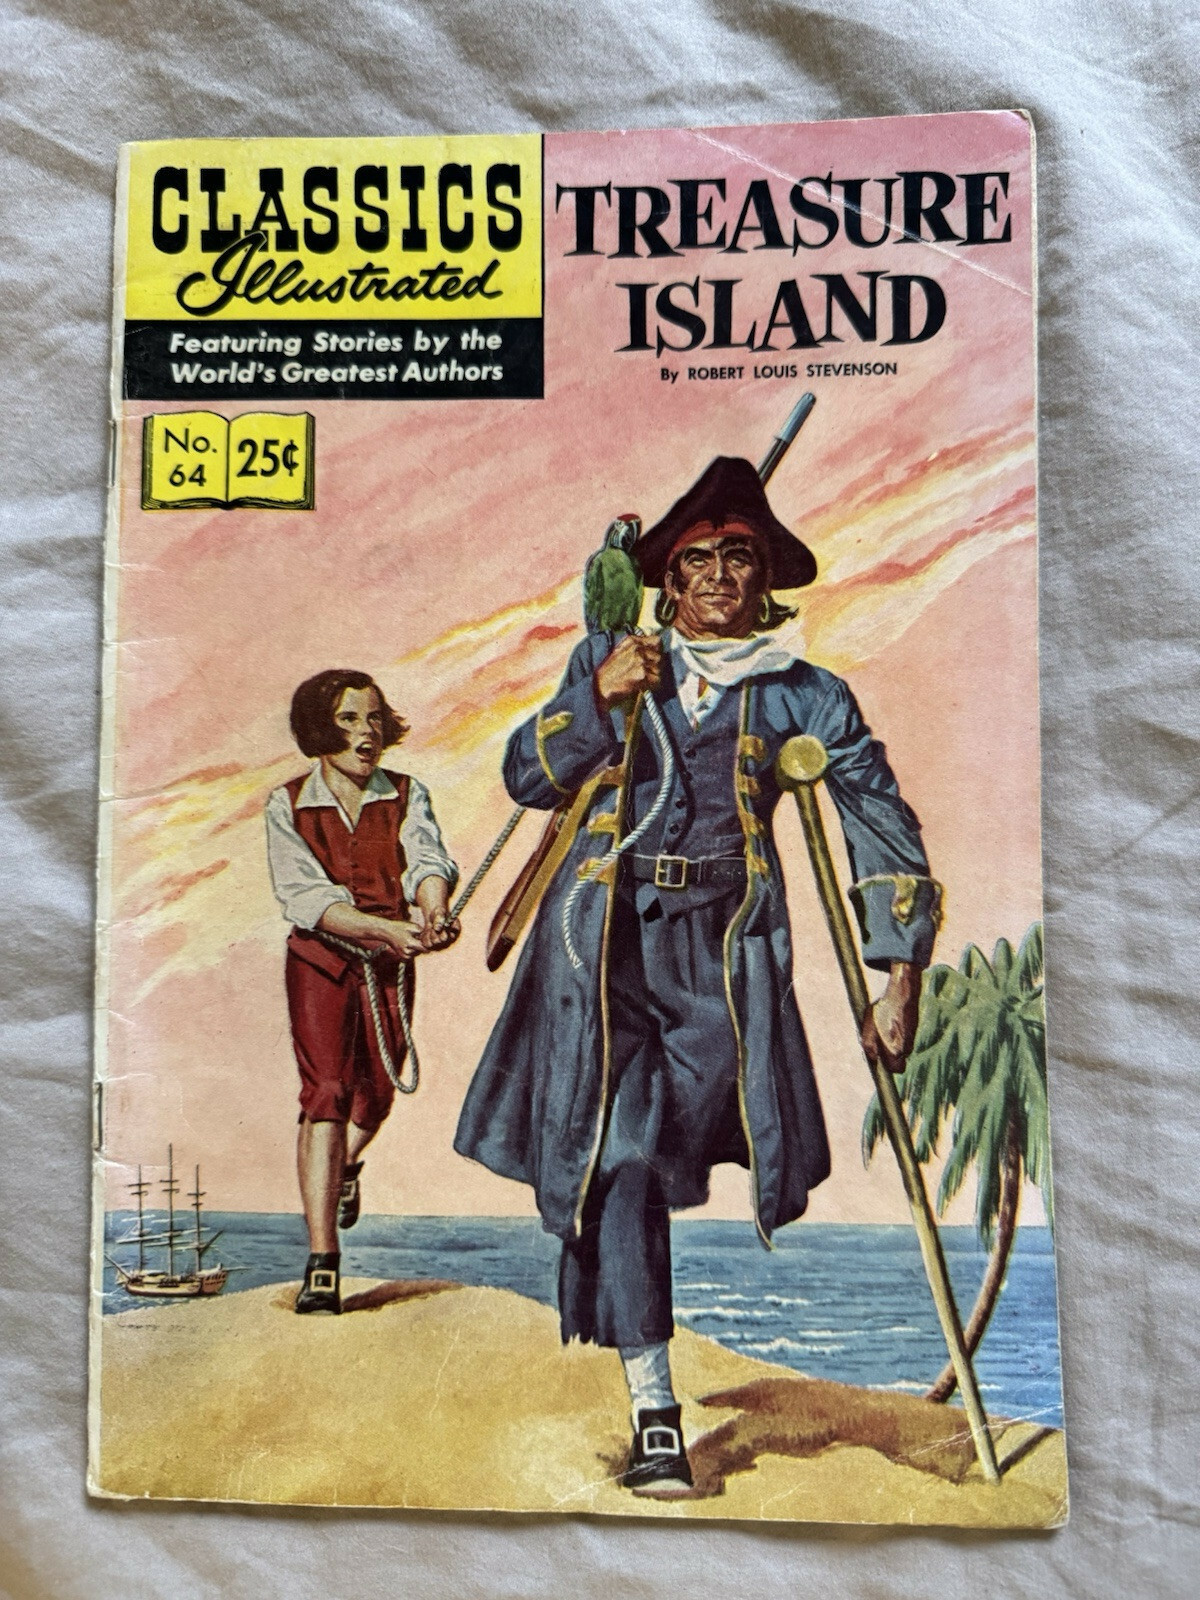 CLASSICS
Illustrated
Featuring Stories by the
World's Greatest Authors
TREASURE
ISLAND
By ROBERT LOUIS STEVENSON
No.
64
25¢